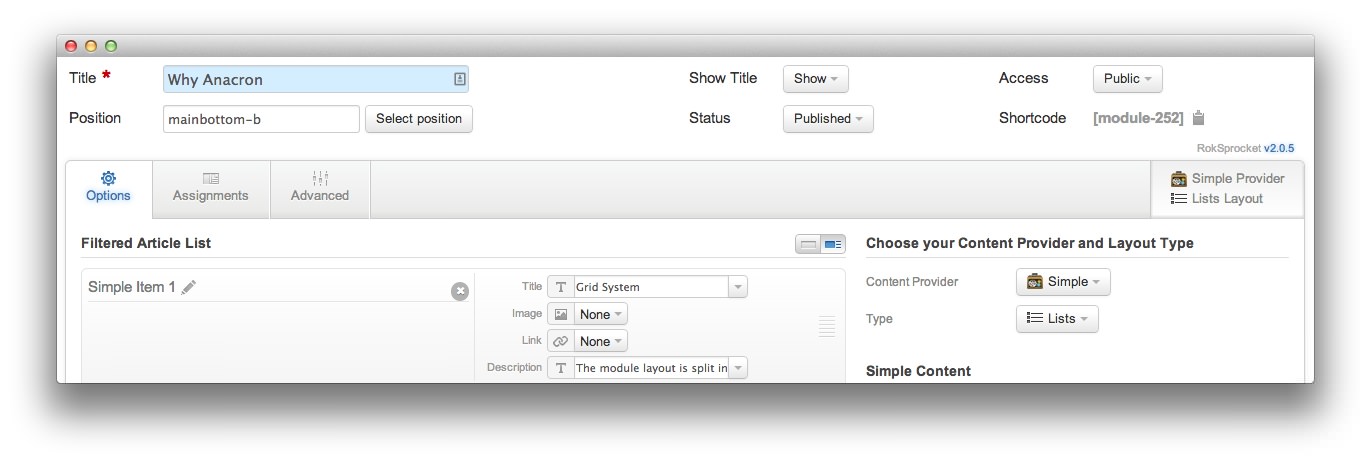 Title * Why Anacron Show Title Show Access Public
Position mainbottom-b Select position Status Published Shortcode [module-252]
RokSprocket v2.0.5
Options Assignments Advanced
Simple Provider
Lists Layout
Filtered Article List
Simple Item 1
Title T Grid System
Image None
Link None
Description T The module layout is split in
Choose your Content Provider and Layout Type
Content Provider Simple
Type Lists
Simple Content